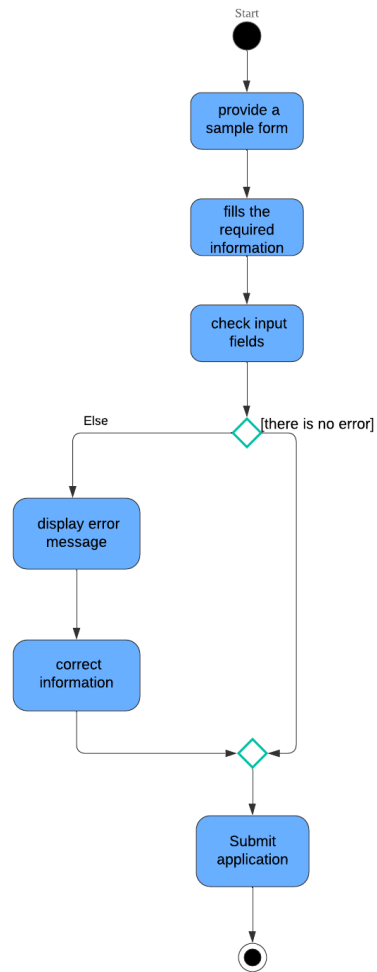 Start
provide a
sample form
fills the
required
information
check input
fields
[there is no error]
Else
display error
message
correct
information
Submit
application